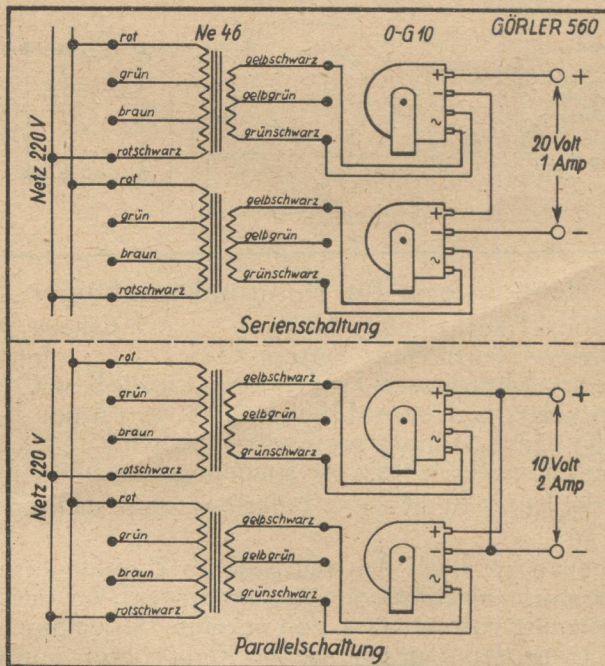 Ne 46 O-G10 GÖRLER 560
Netz 220 V
rot
grün
braun
rotschwarz
gelbschwarz
gelbgrün
grünschwarz
+
−
~
+
20 Volt
1 Amp
−
rot
grün
braun
rotschwarz
gelbschwarz
gelbgrün
grünschwarz
+
−
~
Serienschaltung
Netz 220 V
rot
grün
braun
rotschwarz
gelbschwarz
gelbgrün
grünschwarz
+
−
~
+
10 Volt
2 Amp
−
rot
grün
braun
rotschwarz
gelbschwarz
gelbgrün
grünschwarz
+
−
~
Parallelschaltung